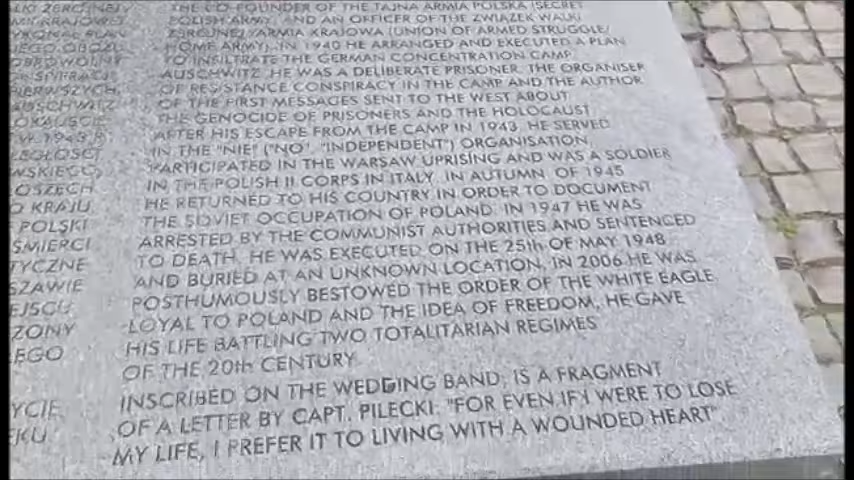 THE CO-FOUNDER OF THE TAJNA ARMIA POLSKA (SECRET
POLISH ARMY) AND AN OFFICER OF THE ZWIĄZEK WALKI
ZBROJNEJ/ARMIA KRAJOWA (UNION OF ARMED STRUGGLE/
HOME ARMY). IN 1940 HE ARRANGED AND EXECUTED A PLAN
TO INFILTRATE THE GERMAN CONCENTRATION CAMP
AUSCHWITZ. HE WAS A DELIBERATE PRISONER, THE ORGANISER
OF RESISTANCE CONSPIRACY IN THE CAMP AND THE AUTHOR
OF THE FIRST MESSAGES SENT TO THE WEST ABOUT
THE GENOCIDE OF PRISONERS AND THE HOLOCAUST.
AFTER HIS ESCAPE FROM THE CAMP IN 1943, HE SERVED
IN THE "NIE" ("NO", "INDEPENDENT") ORGANISATION,
PARTICIPATED IN THE WARSAW UPRISING AND WAS A SOLDIER
IN THE POLISH II CORPS IN ITALY. IN AUTUMN OF 1945
HE RETURNED TO HIS COUNTRY IN ORDER TO DOCUMENT
THE SOVIET OCCUPATION OF POLAND. IN 1947 HE WAS
ARRESTED BY THE COMMUNIST AUTHORITIES AND SENTENCED
TO DEATH. HE WAS EXECUTED ON THE 25th OF MAY 1948
AND BURIED AT AN UNKNOWN LOCATION. IN 2006 HE WAS
POSTHUMOUSLY BESTOWED THE ORDER OF THE WHITE EAGLE
LOYAL TO POLAND AND THE IDEA OF FREEDOM, HE GAVE
HIS LIFE BATTLING TWO TOTALITARIAN REGIMES
OF THE 20th CENTURY
INSCRIBED ON THE WEDDING BAND, IS A FRAGMENT
OF A LETTER BY CAPT. PILECKI: "FOR EVEN IF I WERE TO LOSE
MY LIFE, I PREFER IT TO LIVING WITH A WOUNDED HEART"